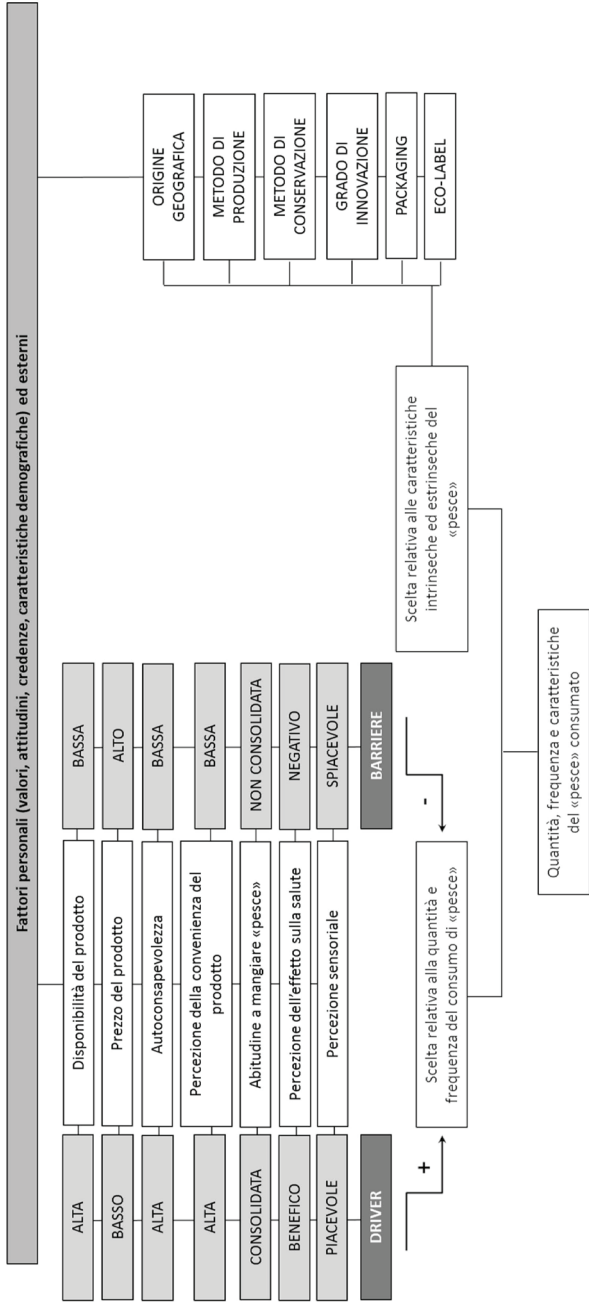 Fattori personali (valori, attitudini, credenze, caratteristiche demografiche) ed esterni
ALTA
Disponibilità del prodotto
BASSA
BASSO
Prezzo del prodotto
ALTO
ALTA
Autoconsapevolezza
BASSA
ALTA
Percezione della convenienza del
prodotto
BASSA
CONSOLIDATA
Abitudine a mangiare «pesce»
NON CONSOLIDATA
BENEFICO
Percezione dell'effetto sulla salute
NEGATIVO
PIACEVOLE
Percezione sensoriale
SPIACEVOLE
DRIVER
BARRIERE
+
-
Scelta relativa alla quantità e
frequenza del consumo di «pesce»
ORIGINE
GEOGRAFICA
METODO DI
PRODUZIONE
METODO DI
CONSERVAZIONE
GRADO DI
INNOVAZIONE
PACKAGING
ECO-LABEL
Scelta relativa alle caratteristiche
intrinseche ed estrinseche del
«pesce»
Quantità, frequenza e caratteristiche
del «pesce» consumato